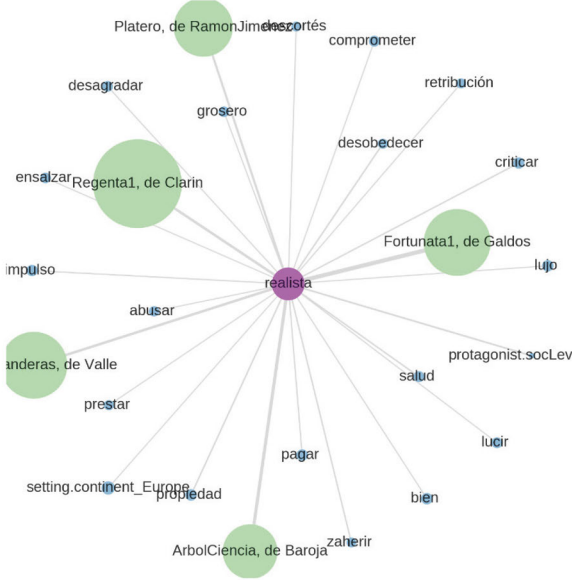 Platero, de RamonJimenez
descortés
comprometer
desagradar
retribución
grosero
desobedecer
criticar
ensalzar
Regenta1, de Clarin
Fortunata1, de Galdos
lujo
impulso
realista
abusar
protagonist.socLev
anderas, de Valle
salud
prestar
lucir
pagar
setting.continent_Europe
propiedad
bien
zaherir
ArbolCiencia, de Baroja